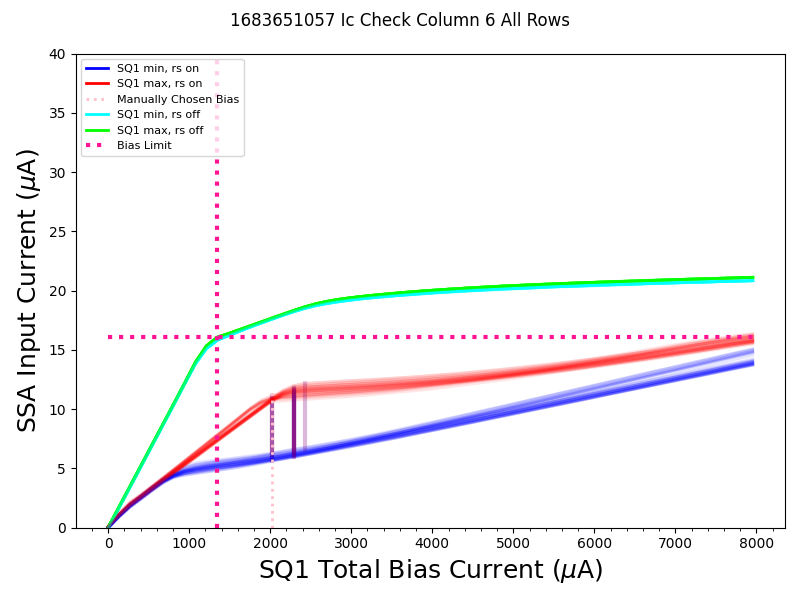 1683651057 Ic Check Column 6 All Rows
40
35
30
25
20
15
10
5
0
SSA Input Current (μA)
SQ1 min, rs on
SQ1 max, rs on
Manually Chosen Bias
SQ1 min, rs off
SQ1 max, rs off
Bias Limit
0 1000 2000 3000 4000 5000 6000 7000 8000
SQ1 Total Bias Current (μA)